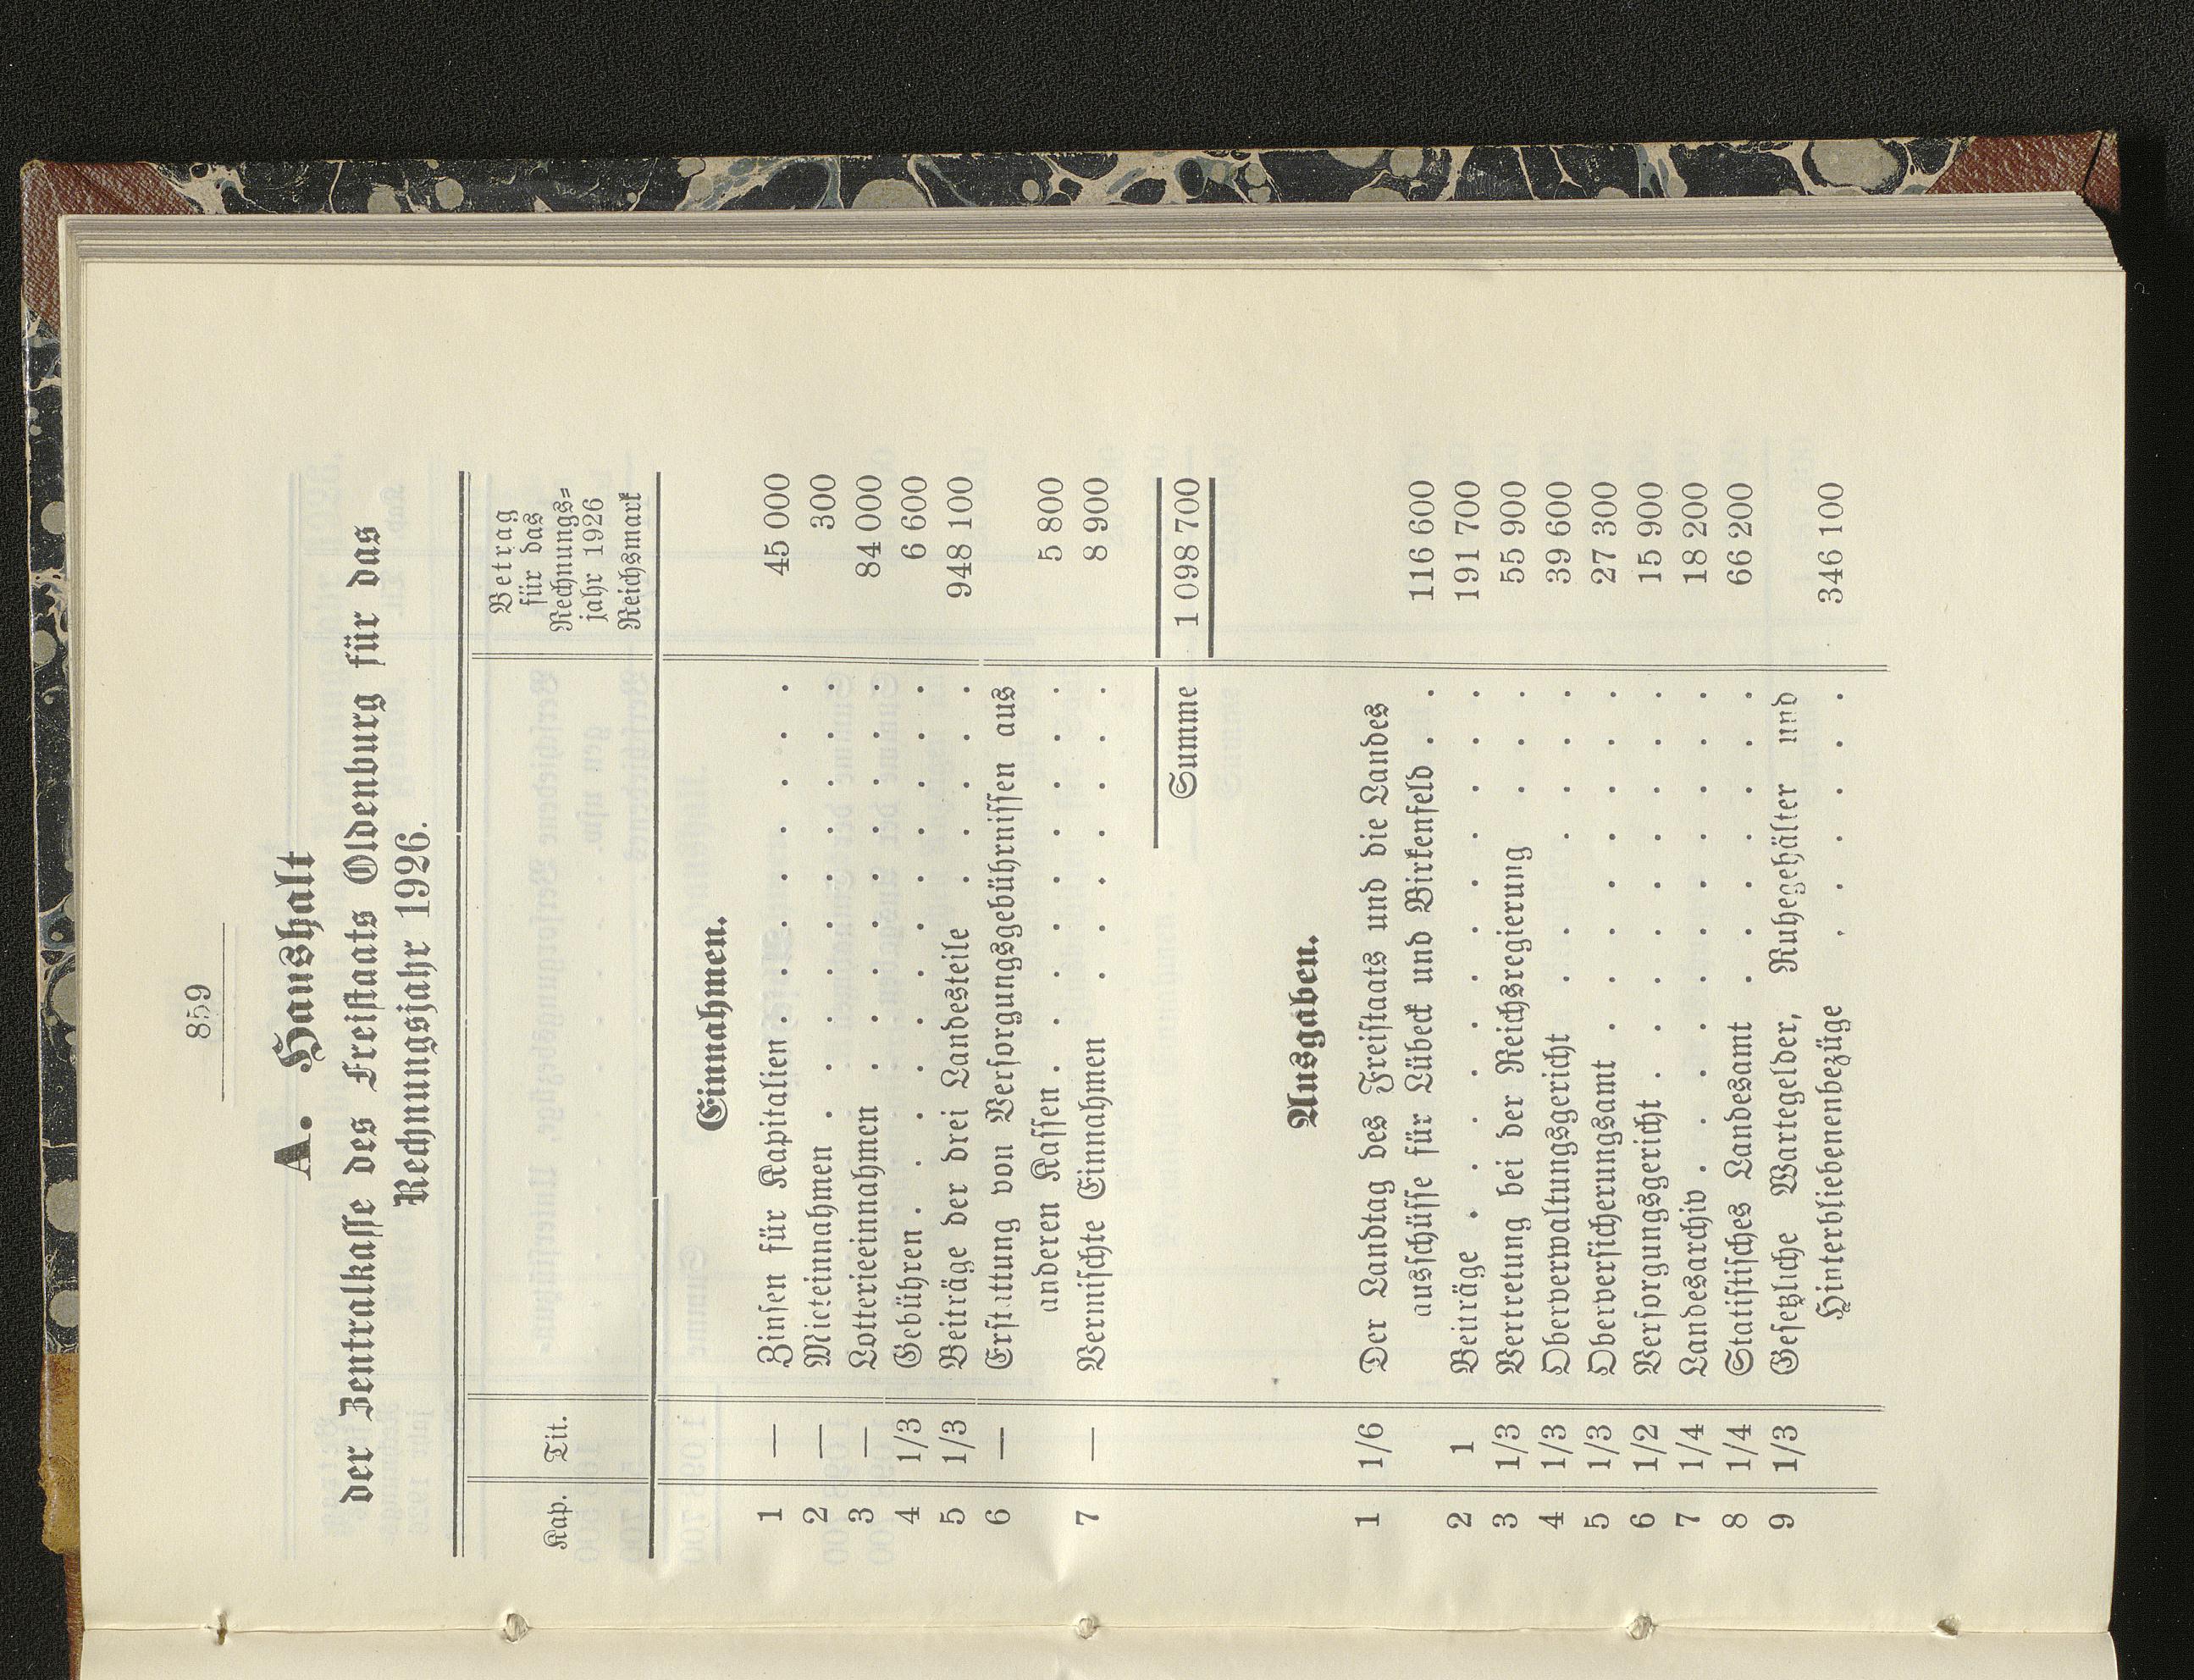 859
A. Haushalt
der Zentralkasse des Freistaats Oldenburg für das
Rechnungsjahr 1926.
Kap. Tit. Betrag
für das
Rechnungs-
jahr 1926
Reichsmark
Einnahmen.
1 — Zinsen für Kapitalien . . . . . . . . 45 000
2 — Mieteinnahmen . . . . . . . . . . 300
3 — Lotterieeinnahmen . . . . . . . . . 84 000
4 1/3 Gebühren . . . . . . . . . . . . 6 600
5 1/3 Beiträge der drei Landesteile . . . . . 948 100
6 — Erstattung von Versorgungsgebührnissen aus
anderen Kassen . . . . . . . . . 5 800
7 — Vermischte Einnahmen . . . . . . . 8 900
Summe 1 098 700
Ausgaben.
1 1/6 Der Landtag des Freistaats und die Landes
ausschüsse für Lübeck und Birkenfeld . . 116 600
2 1 Beiträge . . . . . . . . . . . . 191 700
3 1/3 Vertretung bei der Reichsregierung . . . 55 900
4 1/3 Oberverwaltungsgericht . . . . . . . 39 600
5 1/3 Oberversicherungsamt . . . . . . . . 27 300
6 1/2 Versorgungsgericht . . . . . . . . . 15 900
7 1/4 Landesarchiv . . . . . . . . . . . 18 200
8 1/4 Statistisches Landesamt . . . . . . . 66 200
9 1/3 Gesetzliche Wartegelder, Ruhegehälter und
Hinterbliebenenbezüge . . . . . . 346 100